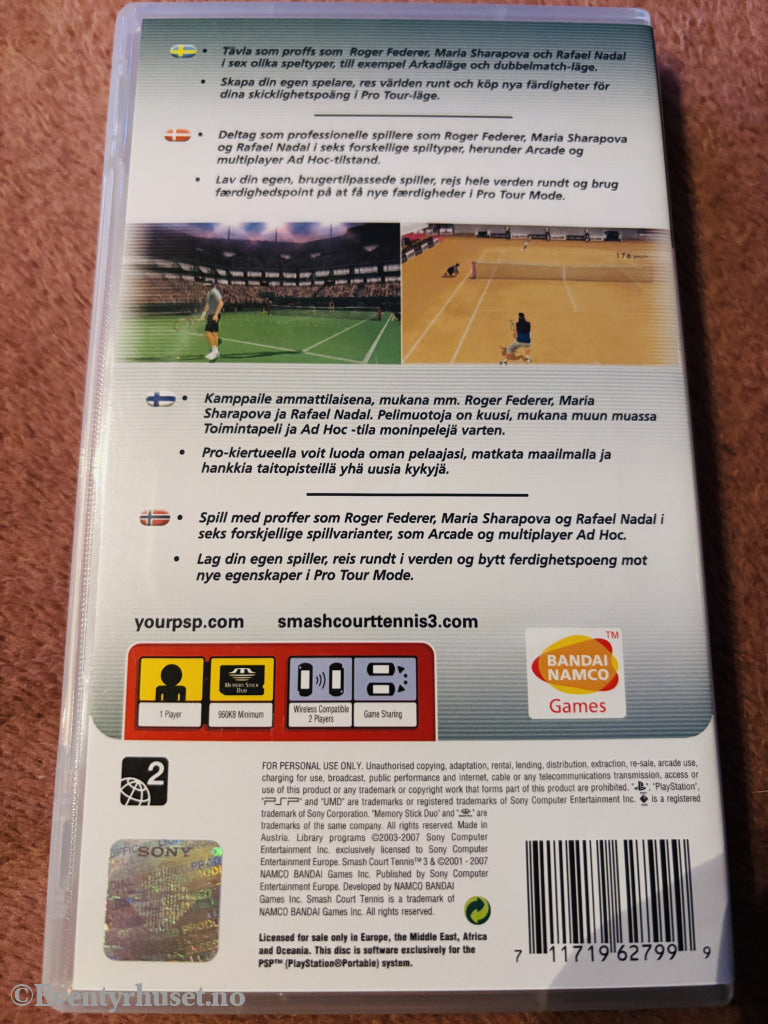 • Tävla som proffs som Roger Federer, Maria Sharapova och Rafael Nadal
i sex olika speltyper, till exempel Arkadläge och dubbelmatch-läge.
• Skapa din egen spelare, res världen runt och köp nya färdigheter för
dina skicklighetspoäng i Pro Tour-läge.
• Deltag som professionelle spillere som Roger Federer, Maria Sharapova
og Rafael Nadal i seks forskellige spiltyper, herunder Arcade og
multiplayer Ad Hoc-tilstand.
• Lav din egen, brugertilpassede spiller, rejs hele verden rundt og brug
færdighedspoint på at få nye færdigheder i Pro Tour Mode.
176 km/h
• Kamppaile ammattilaisena, mukana mm. Roger Federer, Maria
Sharapova ja Rafael Nadal. Pelimuotoja on kuusi, mukana muun muassa
Toimintapeli ja Ad Hoc -tila moninpelejä varten.
• Pro-kiertueella voit luoda oman pelaajasi, matkata maailmalla ja
hankkia taitopisteillä yhä uusia kykyjä.
• Spill med proffer som Roger Federer, Maria Sharapova og Rafael Nadal i
seks forskjellige spillvarianter, som Arcade og multiplayer Ad Hoc.
• Lag din egen spiller, reis rundt i verden og bytt ferdighetspoeng mot
nye egenskaper i Pro Tour Mode.
yourpsp.com smashcourttennis3.com
TM
BANDAI
NAMCO
Games
MEMORY STICK
DUO
1 Player
960KB Minimum
Wireless Compatible
2 Players
Game Sharing
2
FOR PERSONAL USE ONLY. Unauthorised copying, adaptation, rental, lending, distribution, extraction, re-sale, arcade use,
charging for use, broadcast, public performance and internet, cable or any telecommunications transmission, access or
use of this product or any trademark or copyright work that forms part of this product are prohibited. "", "PlayStation",
"PSP" and "UMD" are trademarks or registered trademarks of Sony Computer Entertainment Inc. is a registered
trademark of Sony Corporation. "Memory Stick Duo" and "" are
trademarks of the same company. All rights reserved. Made in
Austria. Library programs ©2003-2007 Sony Computer
Entertainment Inc. exclusively licensed to Sony Computer
Entertainment Europe. Smash Court Tennis™ 3 & ©2001 - 2007
NAMCO BANDAI Games Inc. Published by Sony Computer
Entertainment Europe. Developed by NAMCO BANDAI
Games Inc. Smash Court Tennis is a trademark of
NAMCO BANDAI Games Inc. All rights reserved.
Licensed for sale only in Europe, the Middle East, Africa
and Oceania. This disc is software exclusively for the
PSP™ (PlayStation®Portable) system.
SONY
7 11719 62799 9
©Eventyrhuset.no